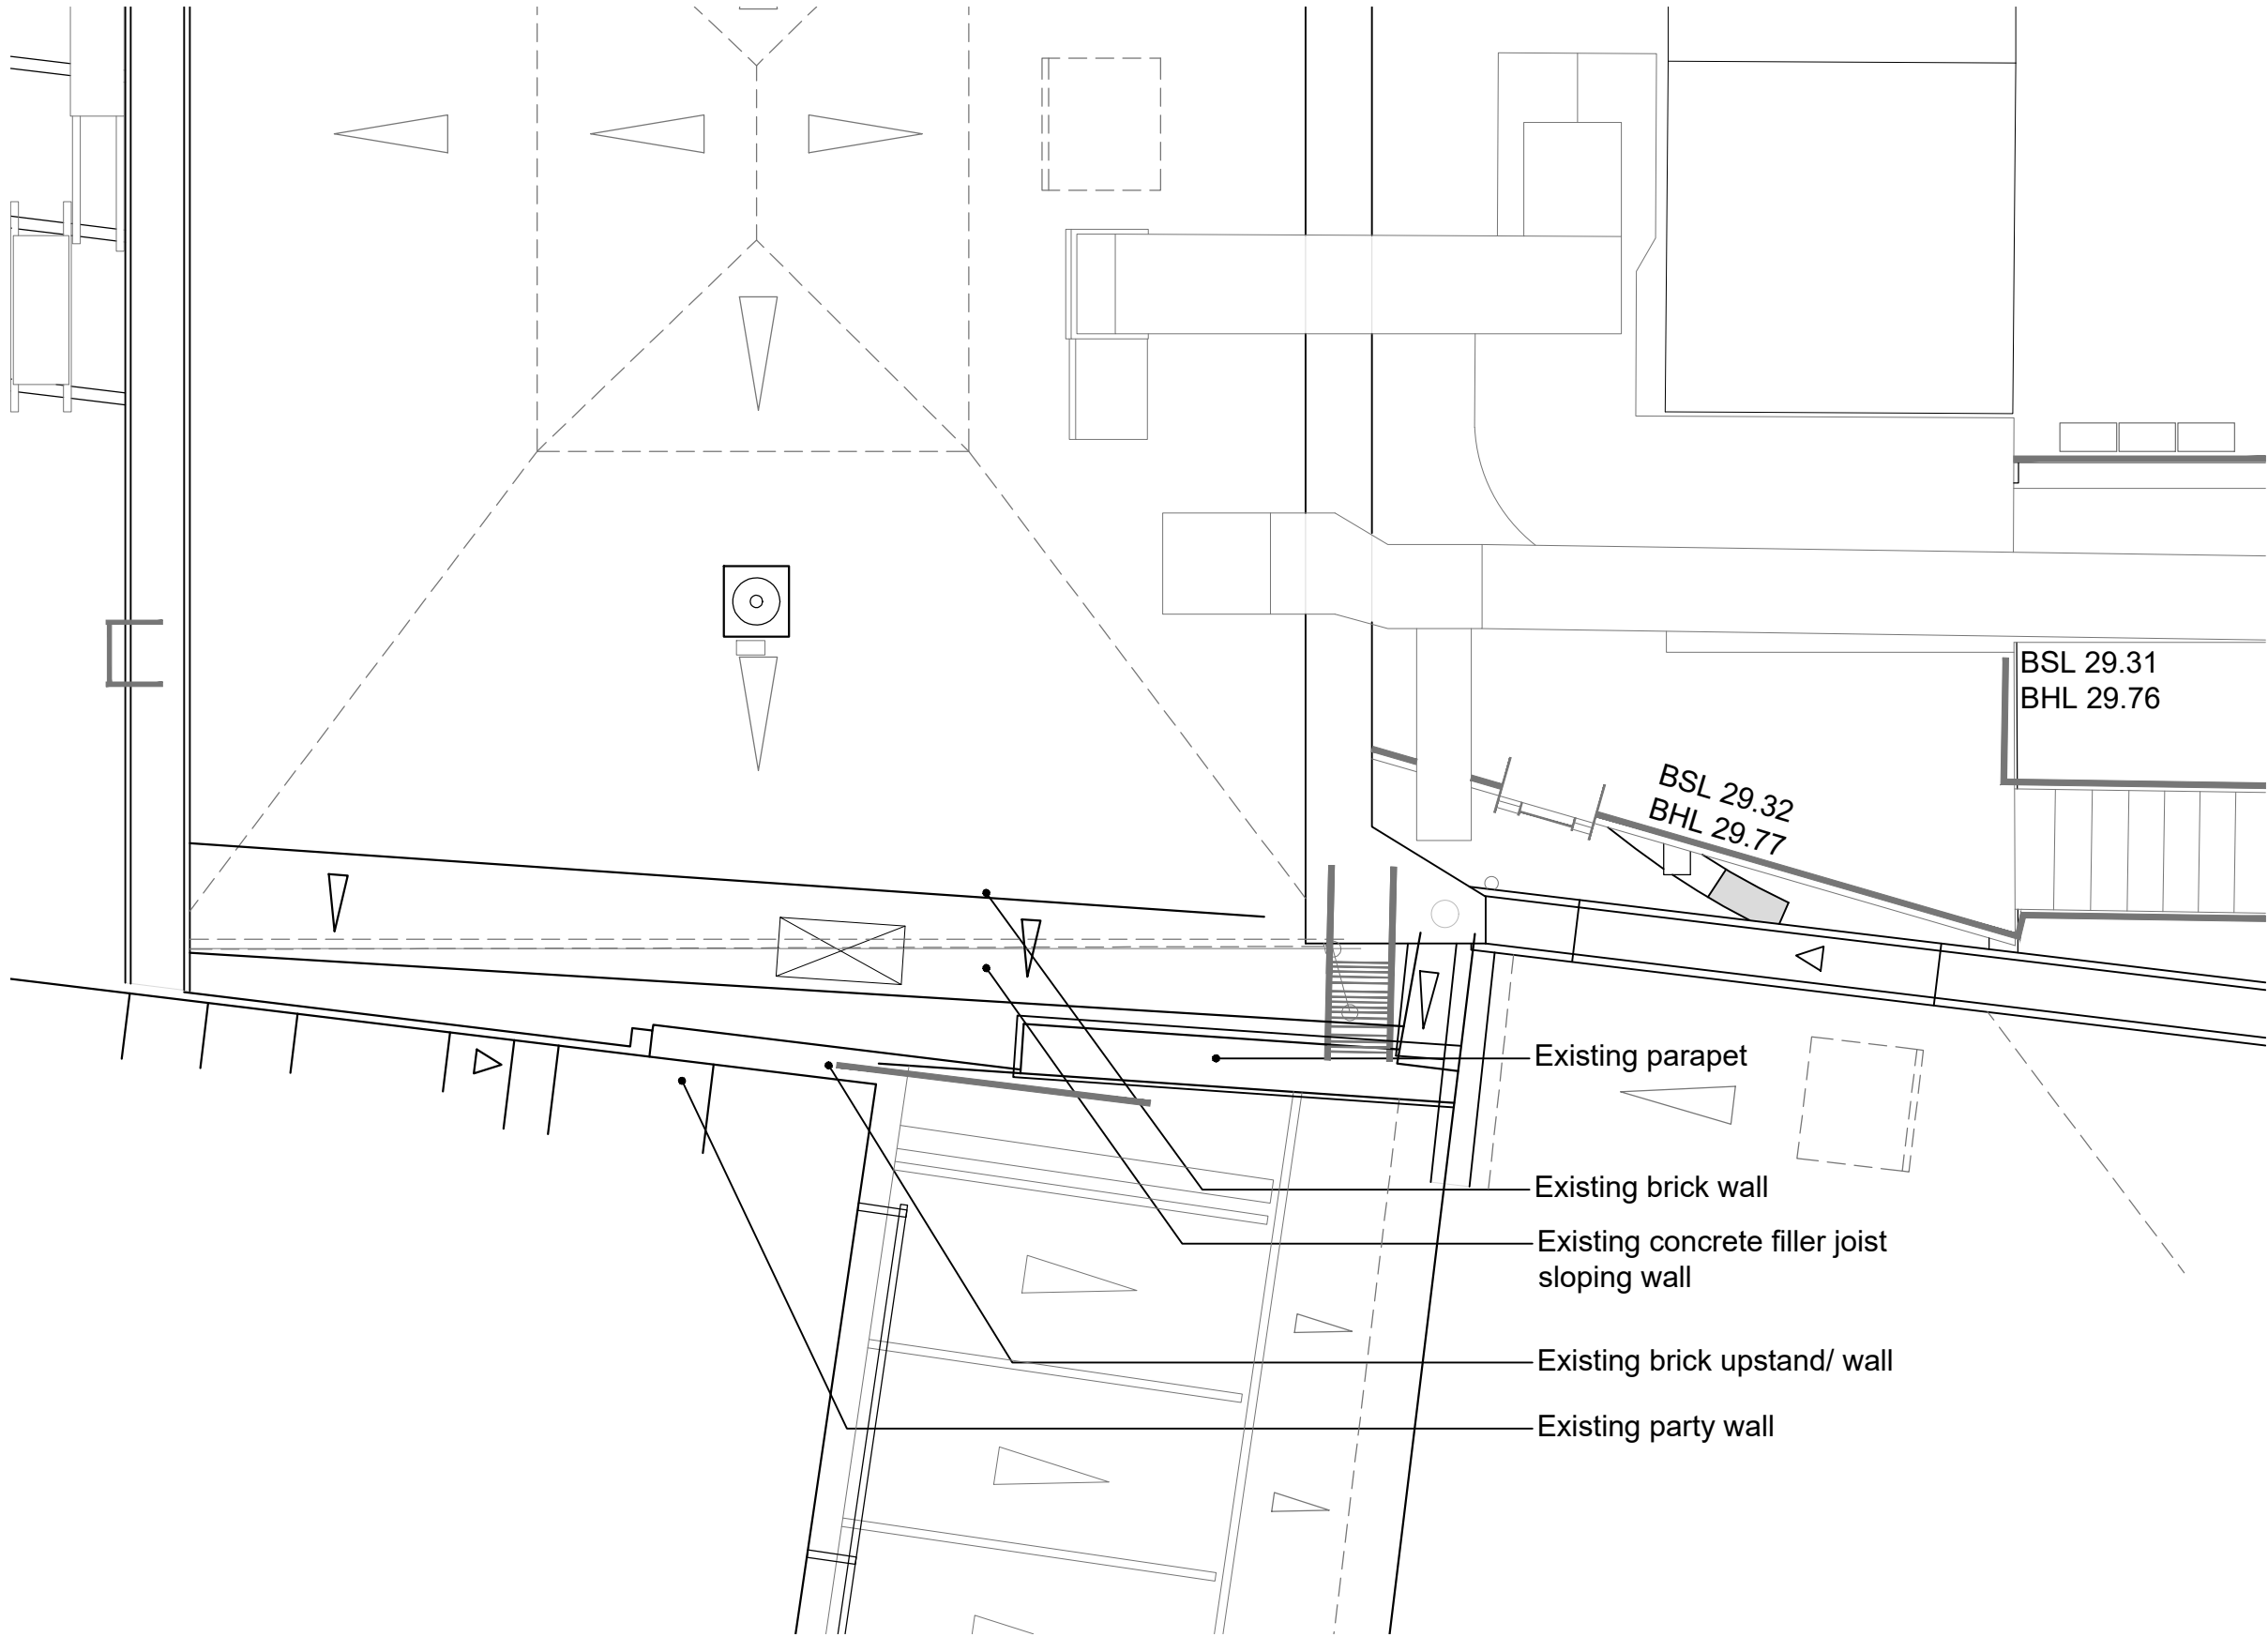 BSL 29.31
BHL 29.76
BSL 29.32
BHL 29.77
Existing parapet
Existing brick wall
Existing concrete filler joist
sloping wall
Existing brick upstand/ wall
Existing party wall